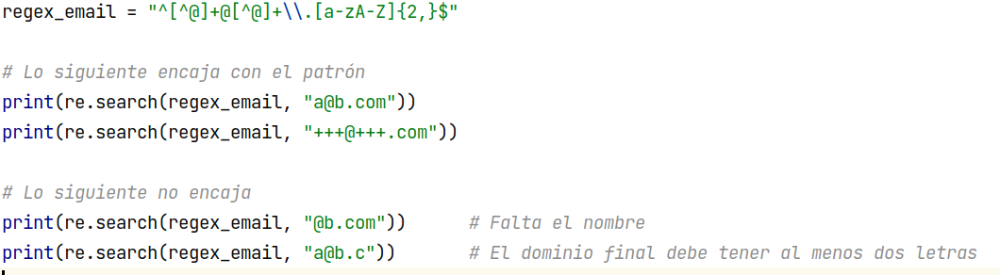 regex_email = "^[^@]+@[^@]+\\.[a-zA-Z]{2,}$"
# Lo siguiente encaja con el patrón
print(re.search(regex_email, "a@b.com"))
print(re.search(regex_email, "+++@+++.com"))
# Lo siguiente no encaja
print(re.search(regex_email, "@b.com"))      # Falta el nombre
print(re.search(regex_email, "a@b.c"))       # El dominio final debe tener al menos dos letras